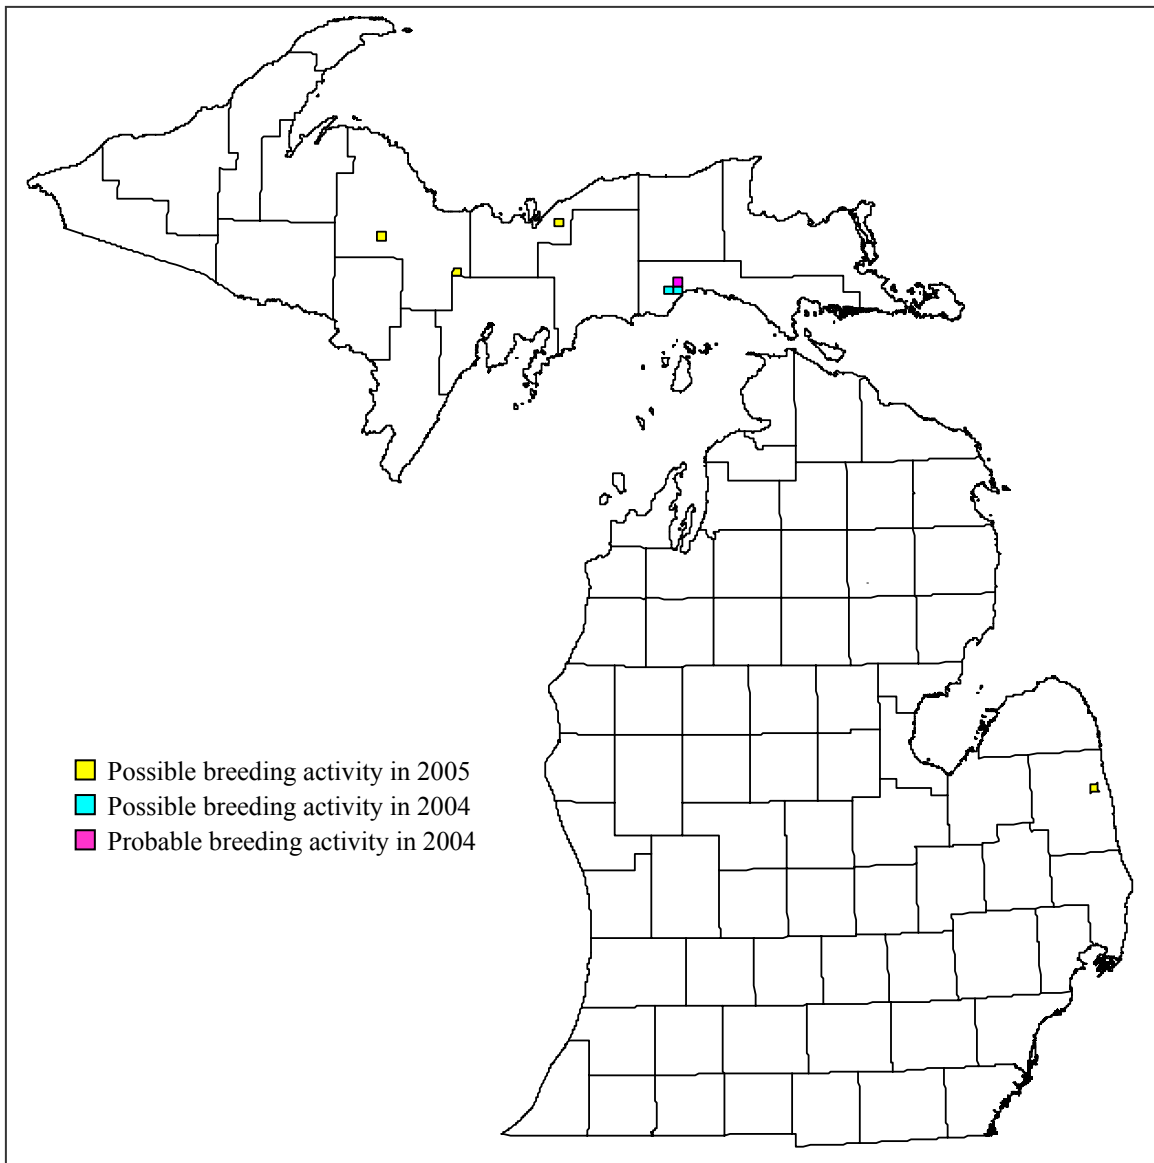 Possible breeding activity in 2005
Possible breeding activity in 2004
Probable breeding activity in 2004